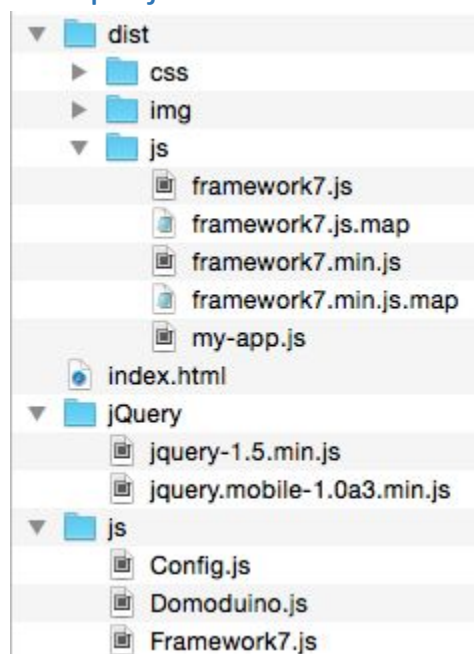 dist
css
img
js
framework7.js
framework7.js.map
framework7.min.js
framework7.min.js.map
my-app.js
index.html
jQuery
jquery-1.5.min.js
jquery.mobile-1.0a3.min.js
js
Config.js
Domoduino.js
Framework7.js